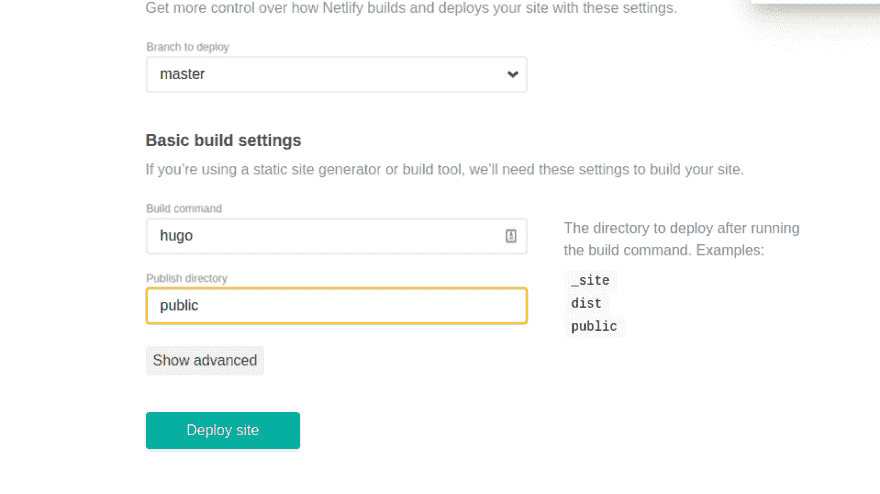 Get more control over how Netlify builds and deploys your site with these settings.
Branch to deploy
master
Basic build settings
If you're using a static site generator or build tool, we'll need these settings to build your site.
Build command
hugo
Publish directory
public
Show advanced
Deploy site
The directory to deploy after running
the build command. Examples:
_site
dist
public